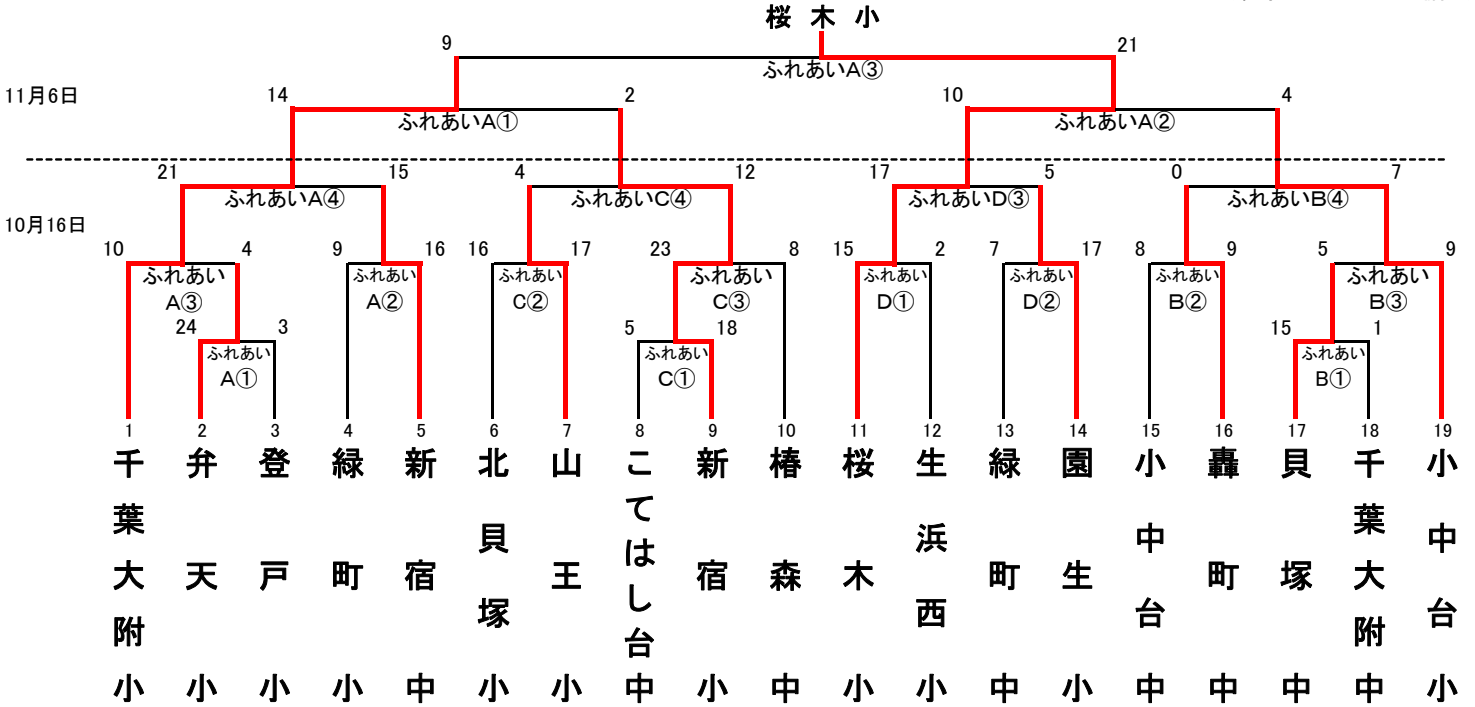 桜木小
9 21
ふれあいA③
11月6日
14 2 10 4
ふれあいA① ふれあいA②
21 15 4 12 17 5 0 7
ふれあいA④ ふれあいC④ ふれあいD③ ふれあいB④
10月16日
10 4 9 16 16 17 23 8 15 2 7 17 8 9 5 9
ふれあい ふれあい ふれあい ふれあい ふれあい ふれあい ふれあい ふれあい
A③ A② C② C③ D① D② B② B③
24 3 5 18 15 1
ふれあい ふれあい ふれあい
A① C① B①
1 2 3 4 5 6 7 8 9 10 11 12 13 14 15 16 17 18 19
千葉大附小
弁天小
登戸小
緑町小
新宿中
北貝塚小
山王小
こてはし台中
新宿小
椿森中
桜木小
生浜西小
緑町中
園生小
小中台中
轟町中
貝塚中
千葉大附中
小中台小